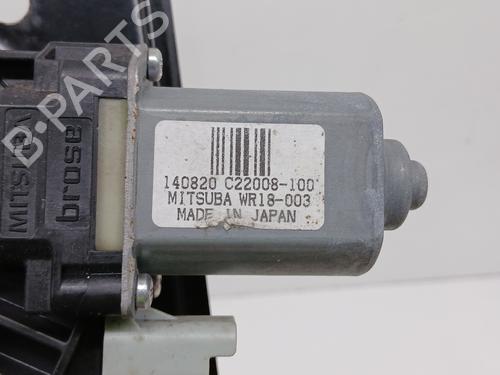 B-PARTS
140820 C22008-100
MITSUBA WR18-003
MADE IN JAPAN
brose
MITSUBA